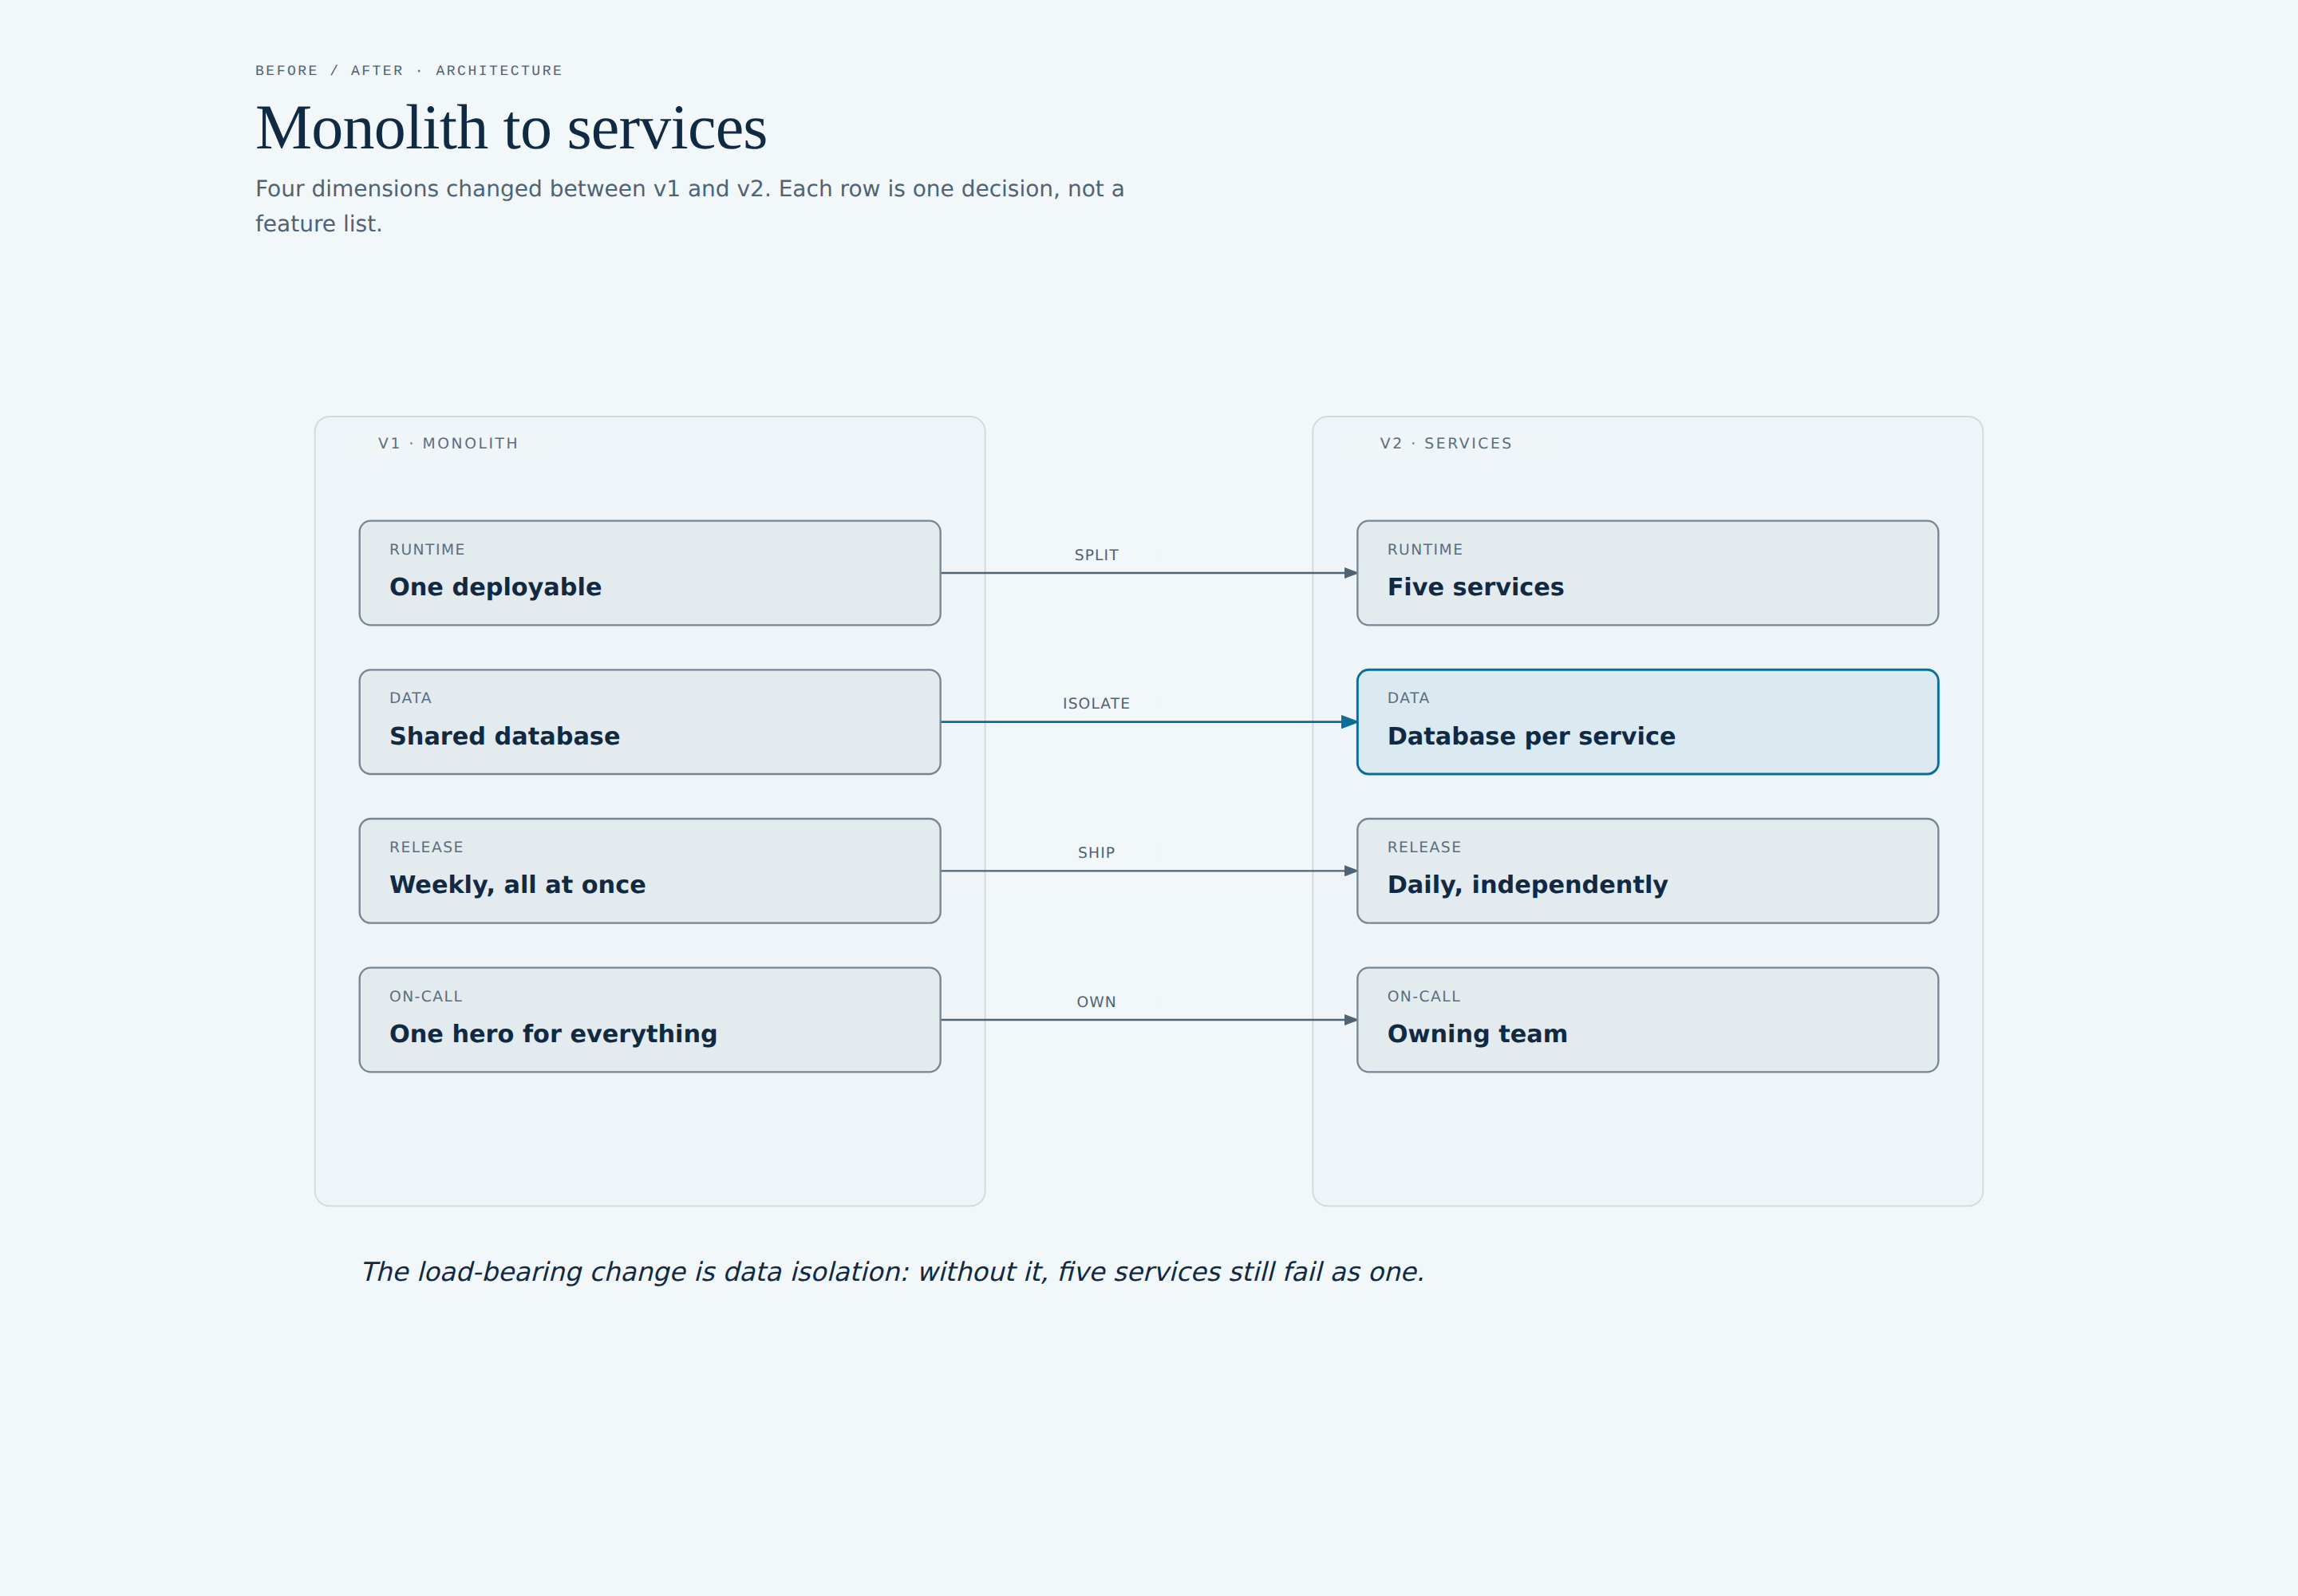 BEFORE / AFTER · ARCHITECTURE
Monolith to services
Four dimensions changed between v1 and v2. Each row is one decision, not a
feature list.
V1 · MONOLITH
V2 · SERVICES
RUNTIME
One deployable
SPLIT
RUNTIME
Five services
DATA
Shared database
ISOLATE
DATA
Database per service
RELEASE
Weekly, all at once
SHIP
RELEASE
Daily, independently
ON-CALL
One hero for everything
OWN
ON-CALL
Owning team
The load-bearing change is data isolation: without it, five services still fail as one.